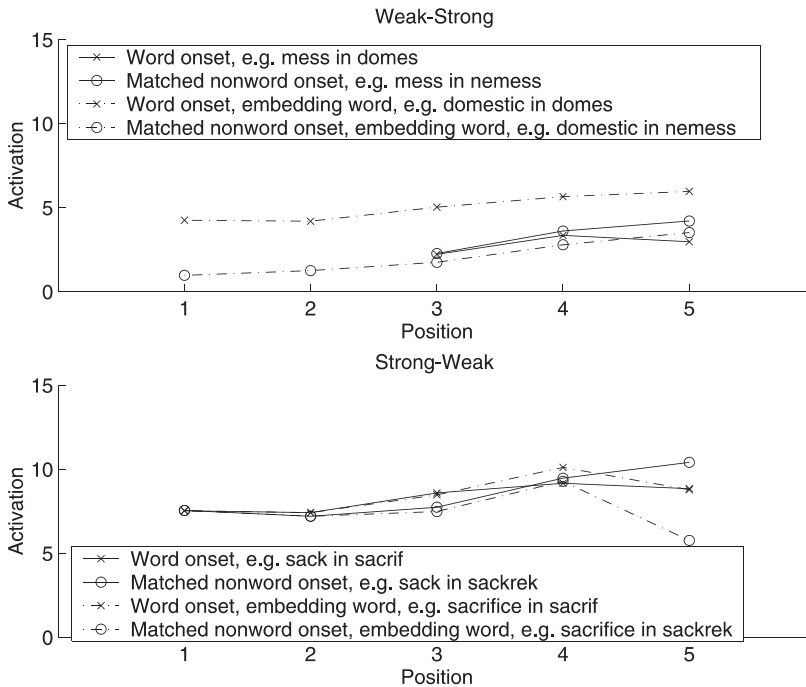 Weak-Strong
15
Word onset, e.g. mess in domes
Matched nonword onset, e.g. mess in nemess
Word onset, embedding word, e.g. domestic in domes
Matched nonword onset, embedding word, e.g. domestic in nemess
10
Activation
5
0
1 2 3 4 5
Position
Strong-Weak
15
10
Activation
5
Word onset, e.g. sack in sacrif
Matched nonword onset, e.g. sack in sackrek
Word onset, embedding word, e.g. sacrifice in sacrif
Matched nonword onset, embedding word, e.g. sacrifice in sackrek
0
1 2 3 4 5
Position